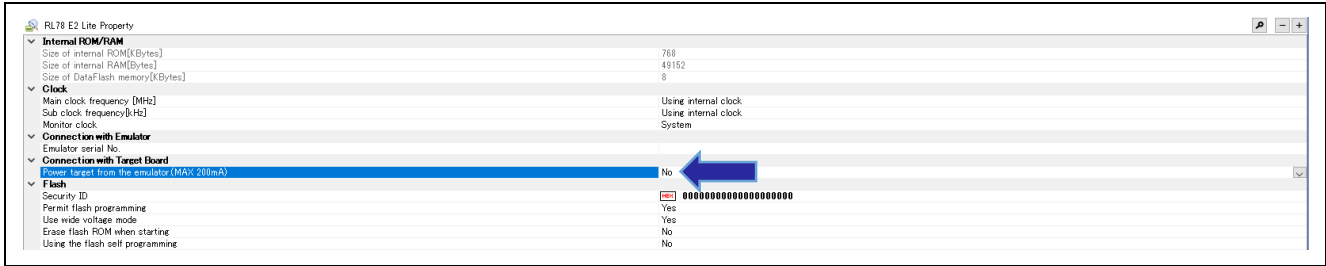 RL78 E2 Lite Property
Internal ROM/RAM
Size of internal ROM[KBytes] 768
Size of internal RAM[Bytes] 49152
Size of DataFlash memory[KBytes] 8
Clock
Main clock frequency [MHz] Using internal clock
Sub clock frequency[kHz] Using internal clock
Monitor clock System
Connection with Emulator
Emulator serial No.
Connection with Target Board
Power target from the emulator.(MAX 200mA) No
Flash
Security ID HEX 00000000000000000000
Permit flash programming Yes
Use wide voltage mode Yes
Erase flash ROM when starting No
Using the flash self programming No